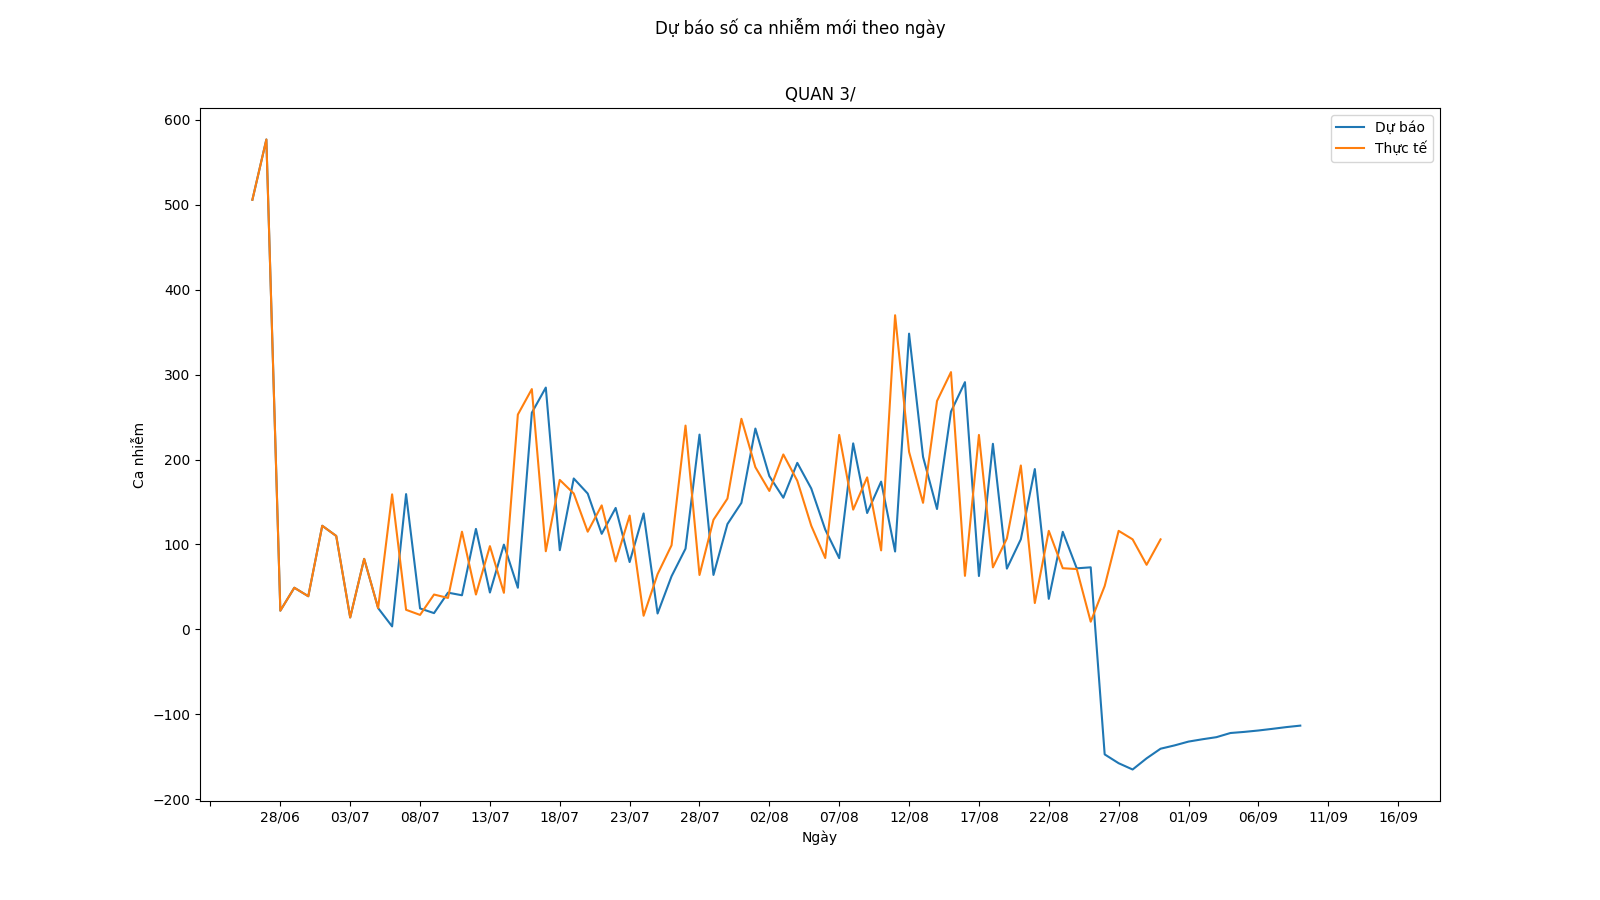 Dự báo số ca nhiễm mới theo ngày
QUAN 3/
Dự báo
Thực tế
600
500
400
300
200
100
0
−100
−200
Ca nhiễm
28/06 03/07 08/07 13/07 18/07 23/07 28/07 02/08 07/08 12/08 17/08 22/08 27/08 01/09 06/09 11/09 16/09
Ngày